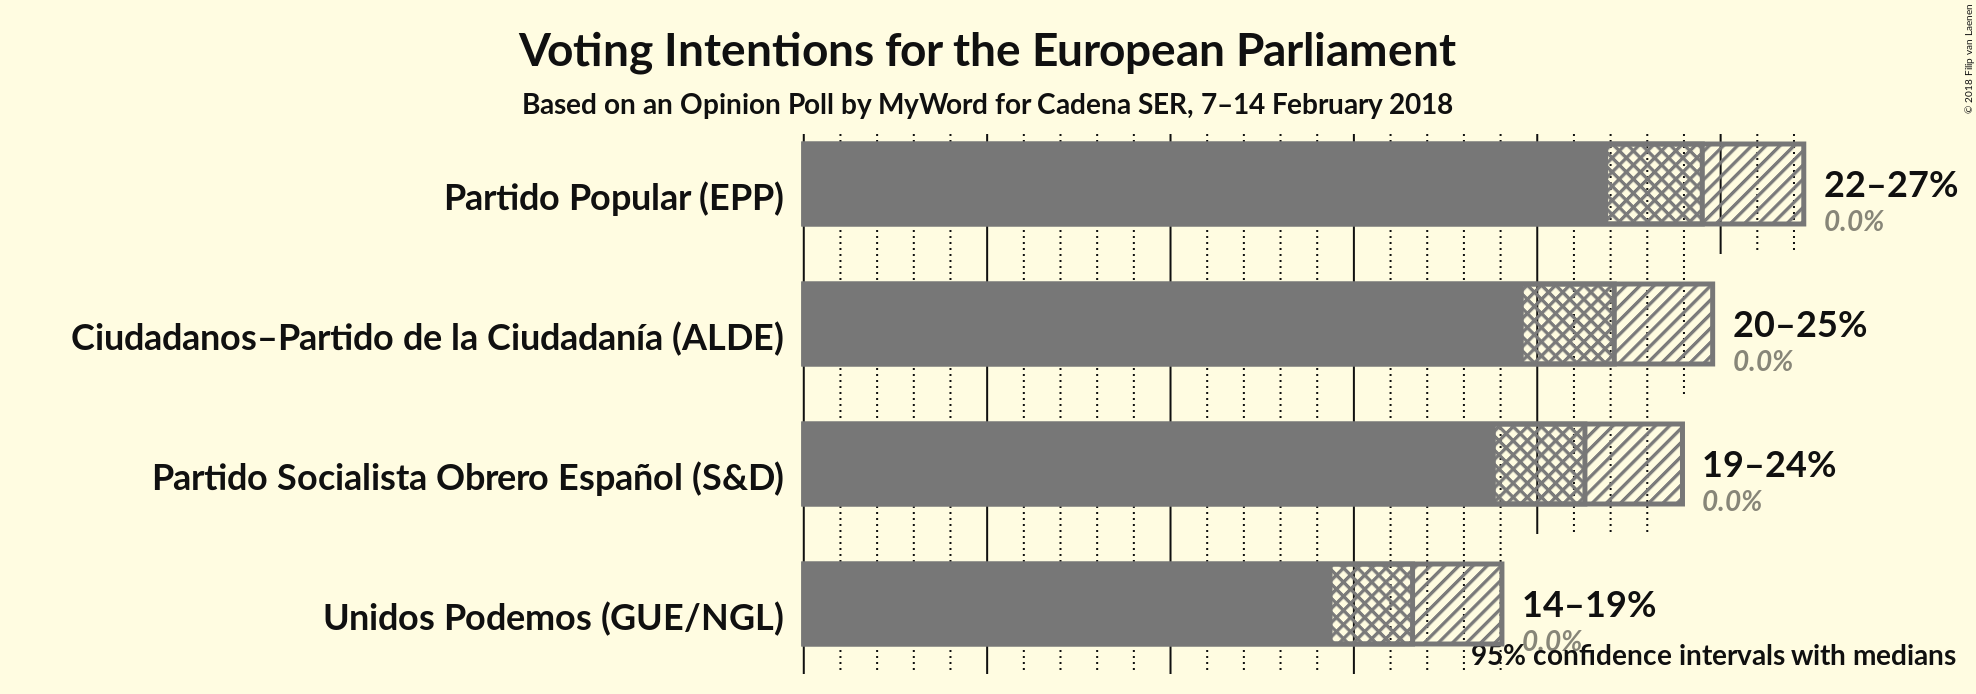 Voting Intentions for the European Parliament
Based on an Opinion Poll by MyWord for Cadena SER, 7–14 February 2018
© 2018 Filip van Laenen
Partido Popular (EPP)
22–27%
0.0%
Ciudadanos–Partido de la Ciudadanía (ALDE)
20–25%
0.0%
Partido Socialista Obrero Español (S&D)
19–24%
0.0%
Unidos Podemos (GUE/NGL)
14–19%
0.0%
95% confidence intervals with medians